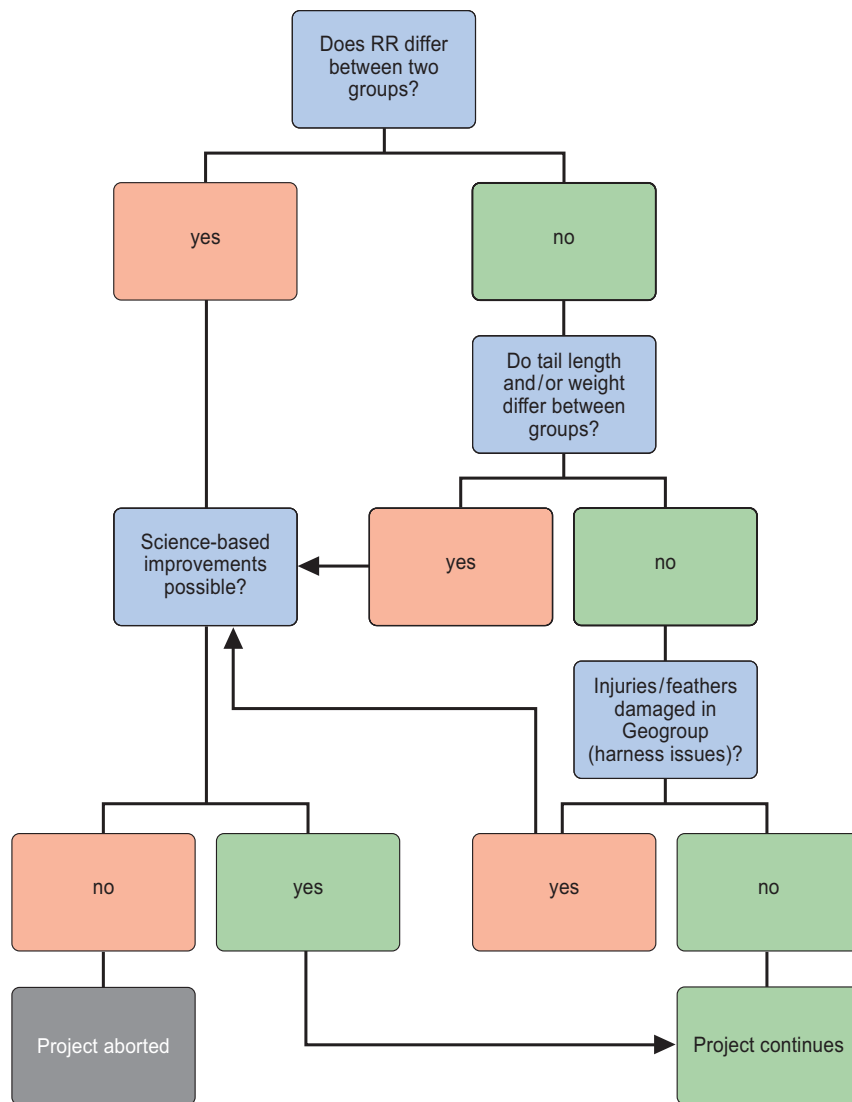 Does RR differ
between two
groups?
yes
no
Do tail length
and/or weight
differ between
groups?
Science-based
improvements
possible?
yes
no
Injuries/feathers
damaged in
Geogroup
(harness issues)?
no
yes
yes
no
Project aborted
Project continues